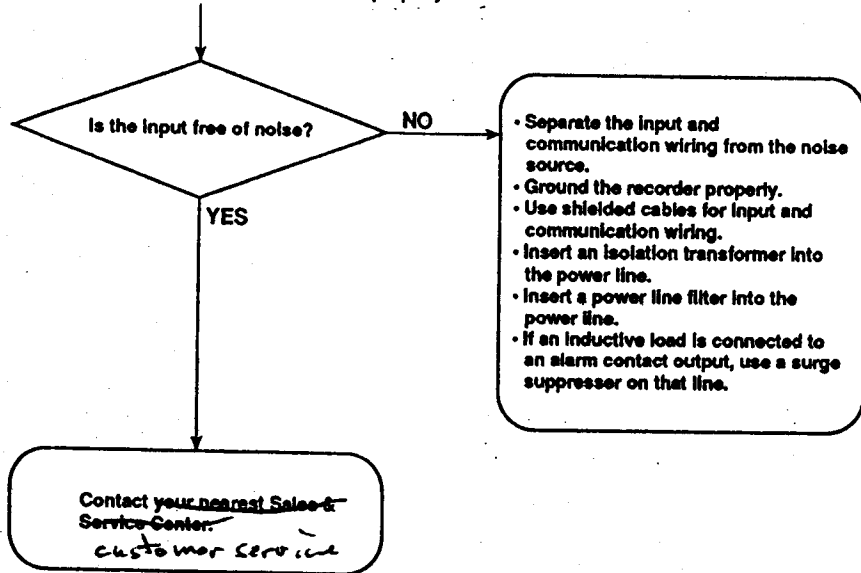 Is the input free of noise?
NO
• Separate the input and
communication wiring from the noise
source.
• Ground the recorder properly.
• Use shielded cables for input and
communication wiring.
• Insert an isolation transformer into
the power line.
• Insert a power line filter into the
power line.
• If an inductive load is connected to
an alarm contact output, use a surge
suppresser on that line.
YES
Contact your nearest Sales &
Service Center.
customer service